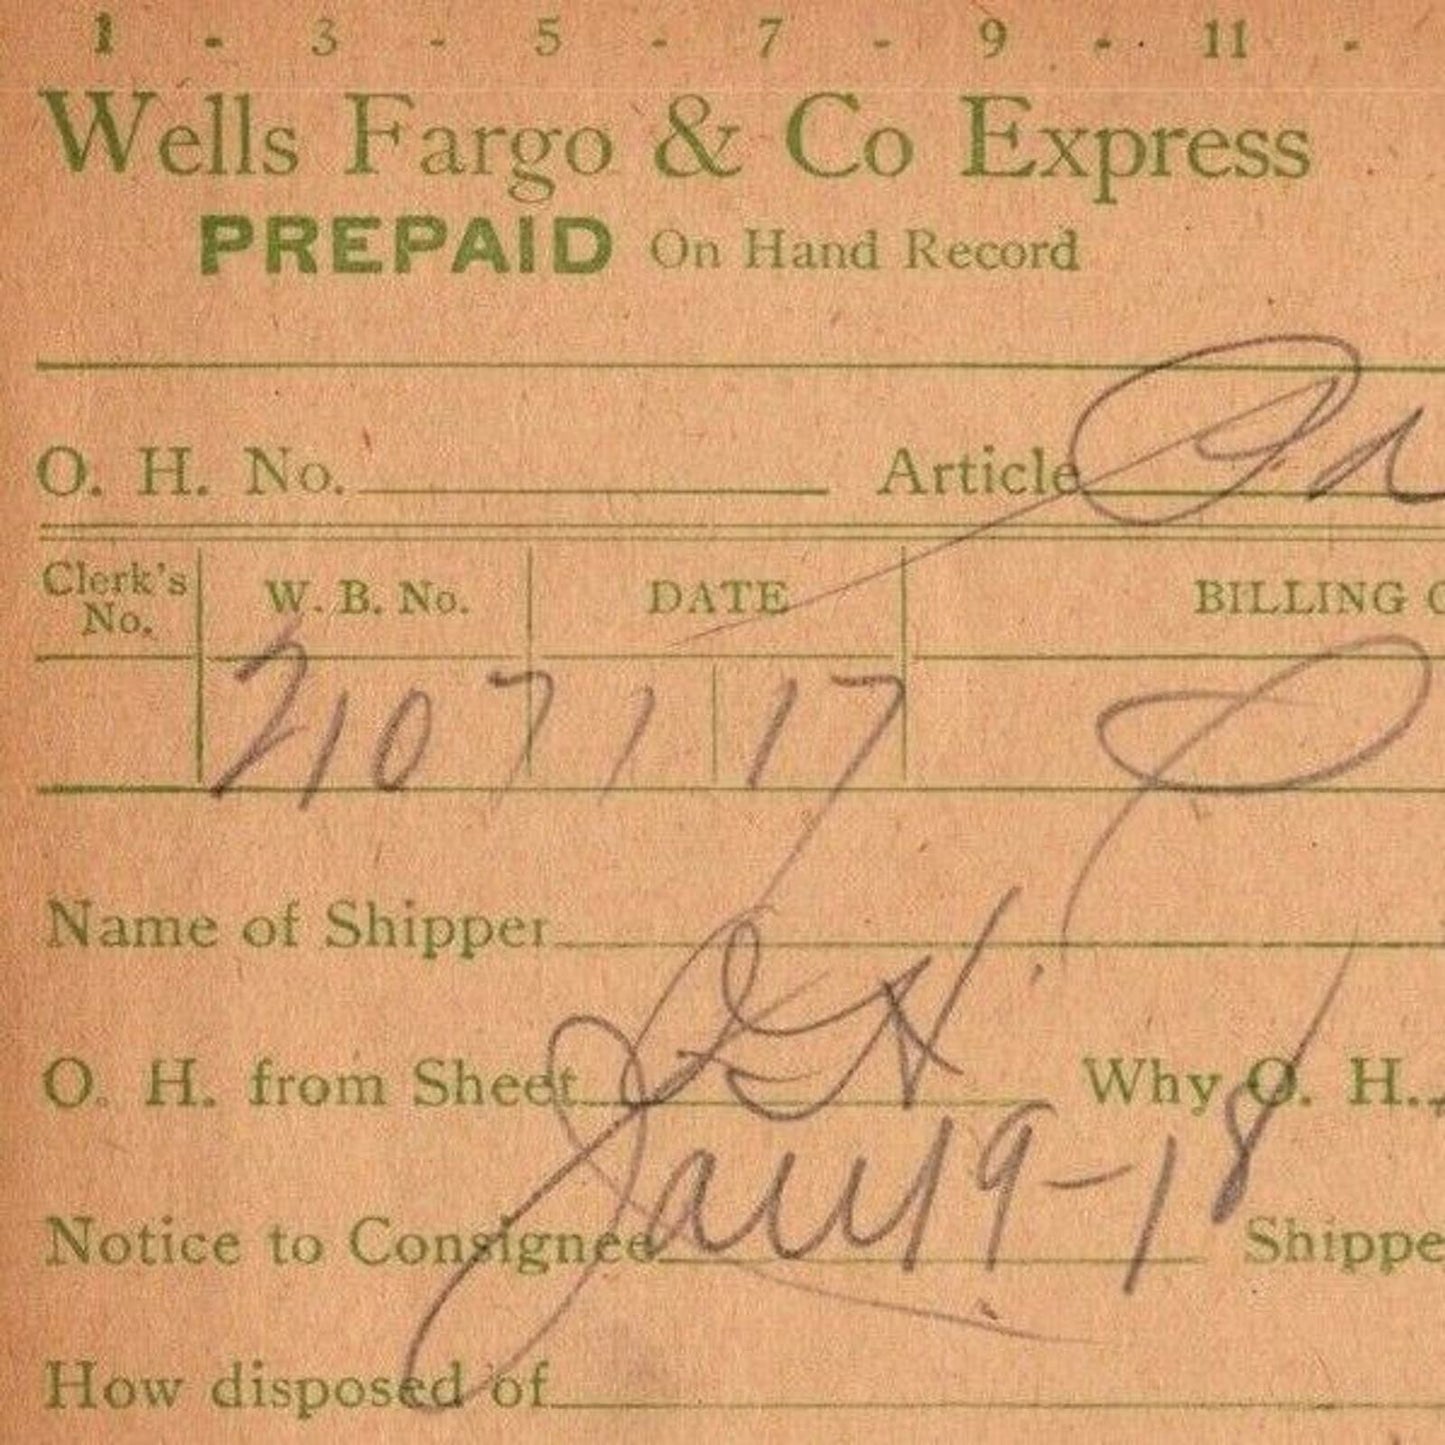 1 - 3 - 5 - 7 - 9 - 11 -
Wells Fargo & Co Express
PREPAID On Hand Record
O. H. No. Article
Clerk's No. W. B. No. DATE BILLING
21071 17
Name of Shipper
O. H. from Sheet Why O. H.
Jan 19-18
Notice to Consignee Shippe
How disposed of